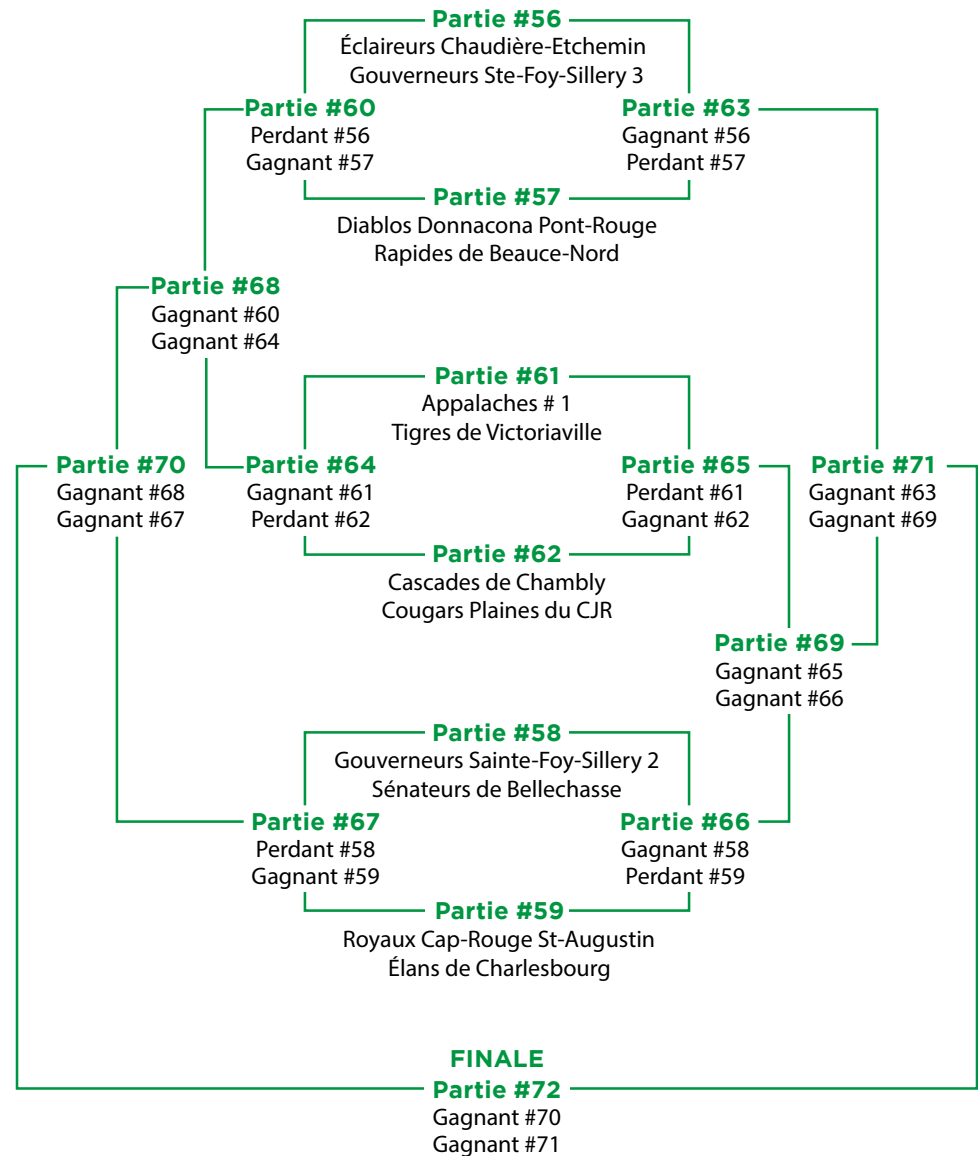 Partie #56
Éclaireurs Chaudière-Etchemin
Gouverneurs Ste-Foy-Sillery 3
Partie #60
Perdant #56
Gagnant #57
Partie #63
Gagnant #56
Perdant #57
Partie #57
Diablos Donnacona Pont-Rouge
Rapides de Beauce-Nord
Partie #68
Gagnant #60
Gagnant #64
Partie #61
Appalaches # 1
Tigres de Victoriaville
Partie #70
Gagnant #68
Gagnant #67
Partie #64
Gagnant #61
Perdant #62
Partie #65
Perdant #61
Gagnant #62
Partie #71
Gagnant #63
Gagnant #69
Partie #62
Cascades de Chambly
Cougars Plaines du CJR
Partie #69
Gagnant #65
Gagnant #66
Partie #58
Gouverneurs Sainte-Foy-Sillery 2
Sénateurs de Bellechasse
Partie #67
Perdant #58
Gagnant #59
Partie #66
Gagnant #58
Perdant #59
Partie #59
Royaux Cap-Rouge St-Augustin
Élans de Charlesbourg
FINALE
Partie #72
Gagnant #70
Gagnant #71